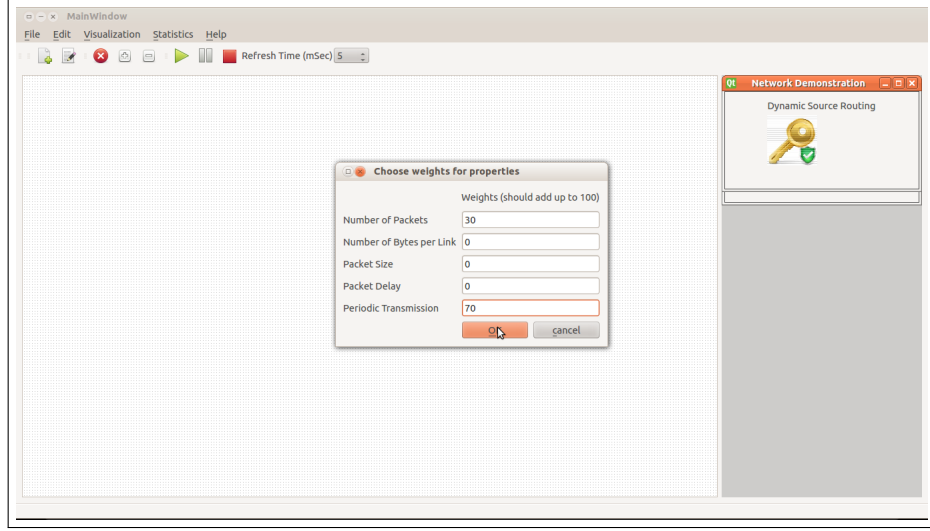 MainWindow
File Edit Visualization Statistics Help
Refresh Time (mSec) 5
Qt Network Demonstration
Dynamic Source Routing
Choose weights for properties
Weights (should add up to 100)
Number of Packets 30
Number of Bytes per Link 0
Packet Size 0
Packet Delay 0
Periodic Transmission 70
cancel